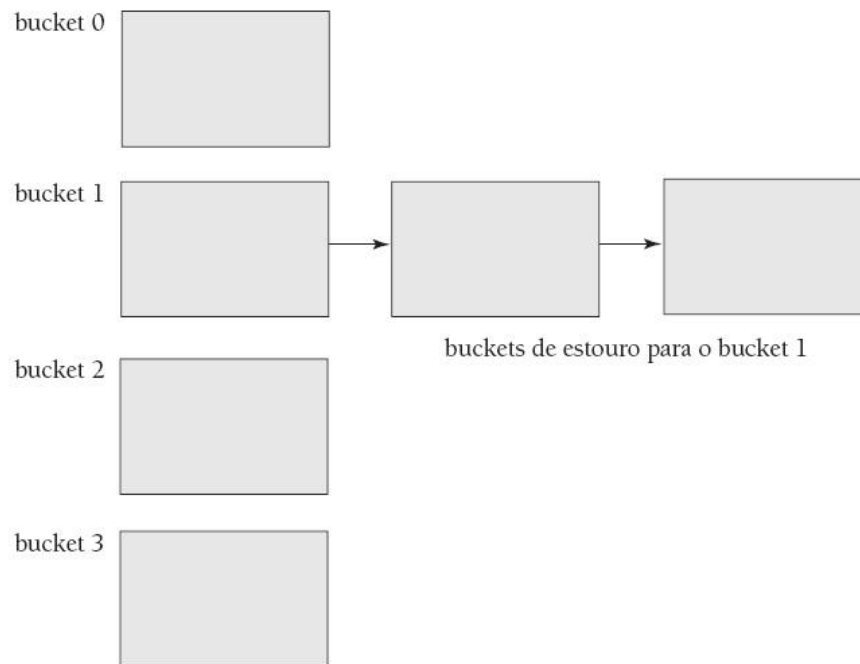 bucket 0
bucket 1
buckets de estouro para o bucket 1
bucket 2
bucket 3